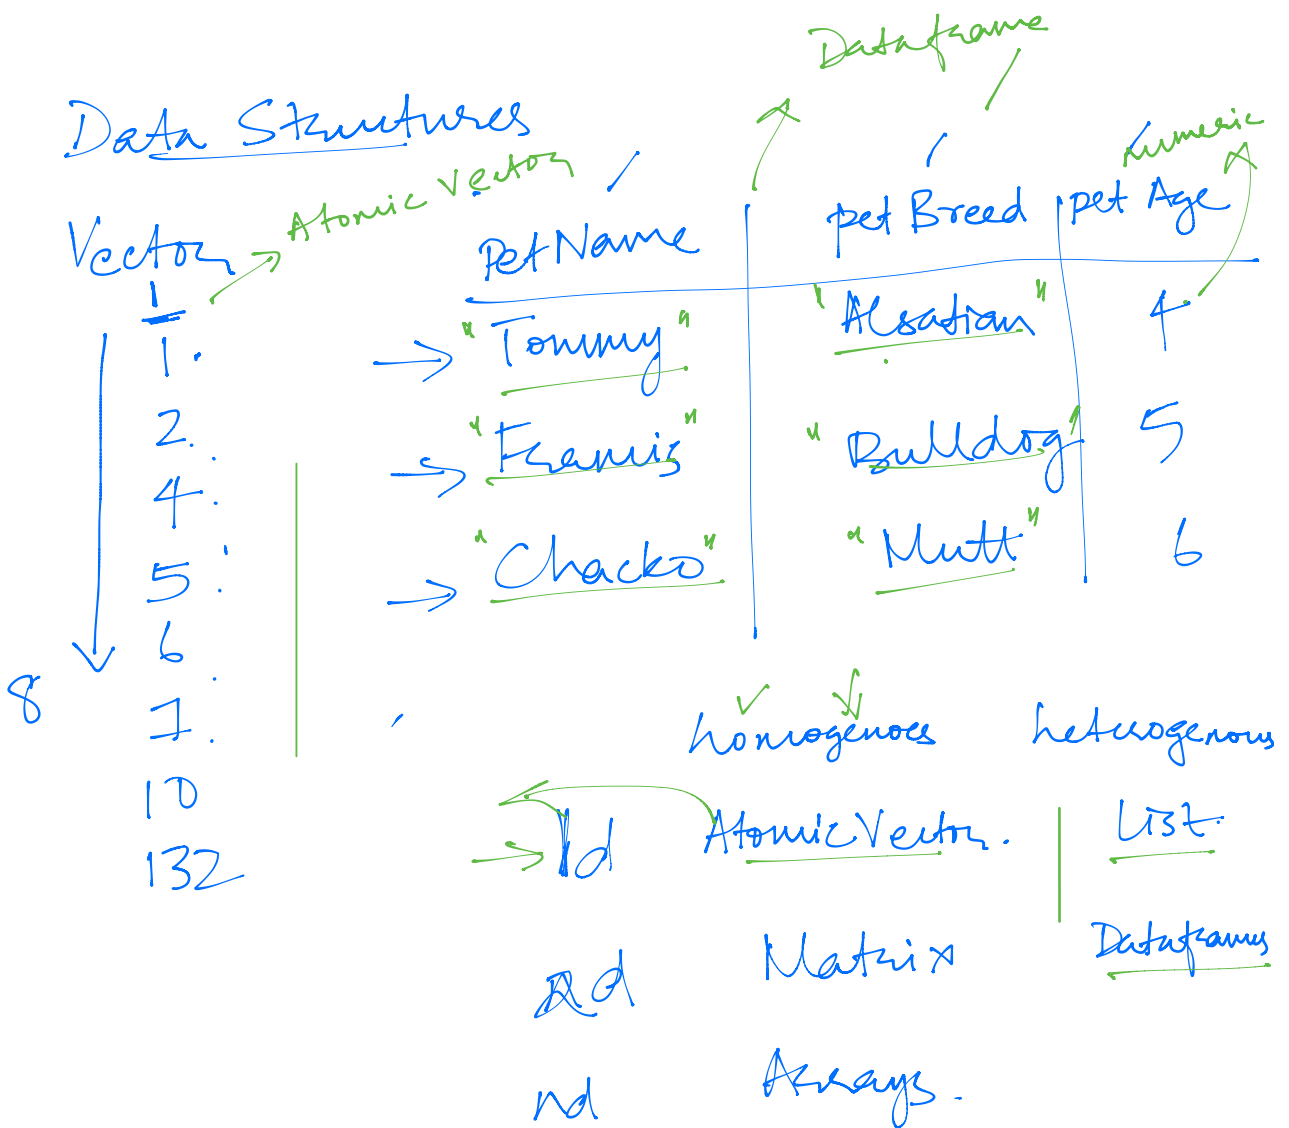 Dataframe
Data Structures
Atomic Vector
Numeric
Vector
Pet Name pet Breed pet Age
1
1. "Tommy" "Alsatian" 4
2. "Francis" "Bulldog" 5
4.
5. "Chacko" "Mutt" 6
6
8
7. homogenous heterogenous
10
132 1d Atomic Vector. List.
2d Matrix Dataframes
nd Arrays.